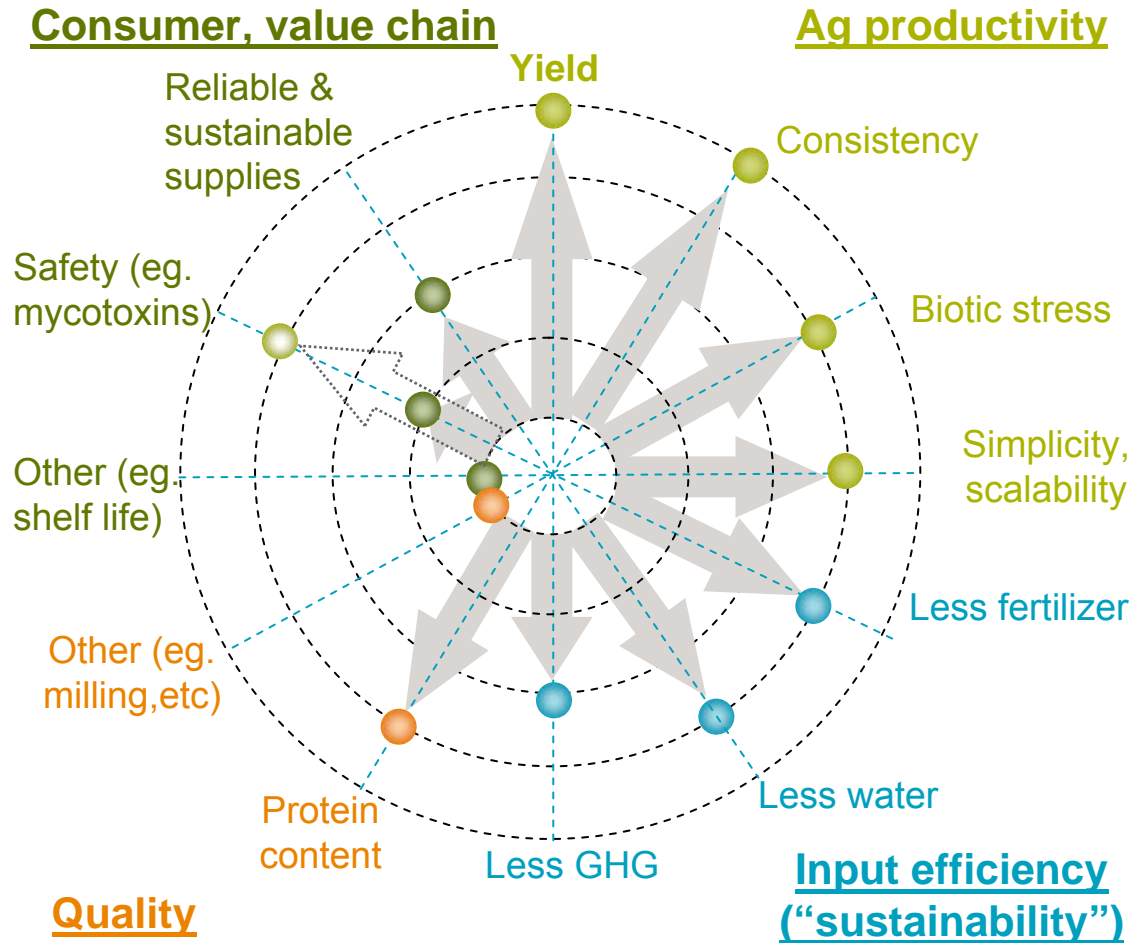 Consumer, value chain
Ag productivity
Yield
Reliable &
sustainable
supplies
Consistency
Safety (eg.
mycotoxins)
Biotic stress
Other (eg.
shelf life)
Simplicity,
scalability
Less fertilizer
Other (eg.
milling,etc)
Less water
Protein
content
Less GHG
Quality
Input efficiency
(“sustainability”)